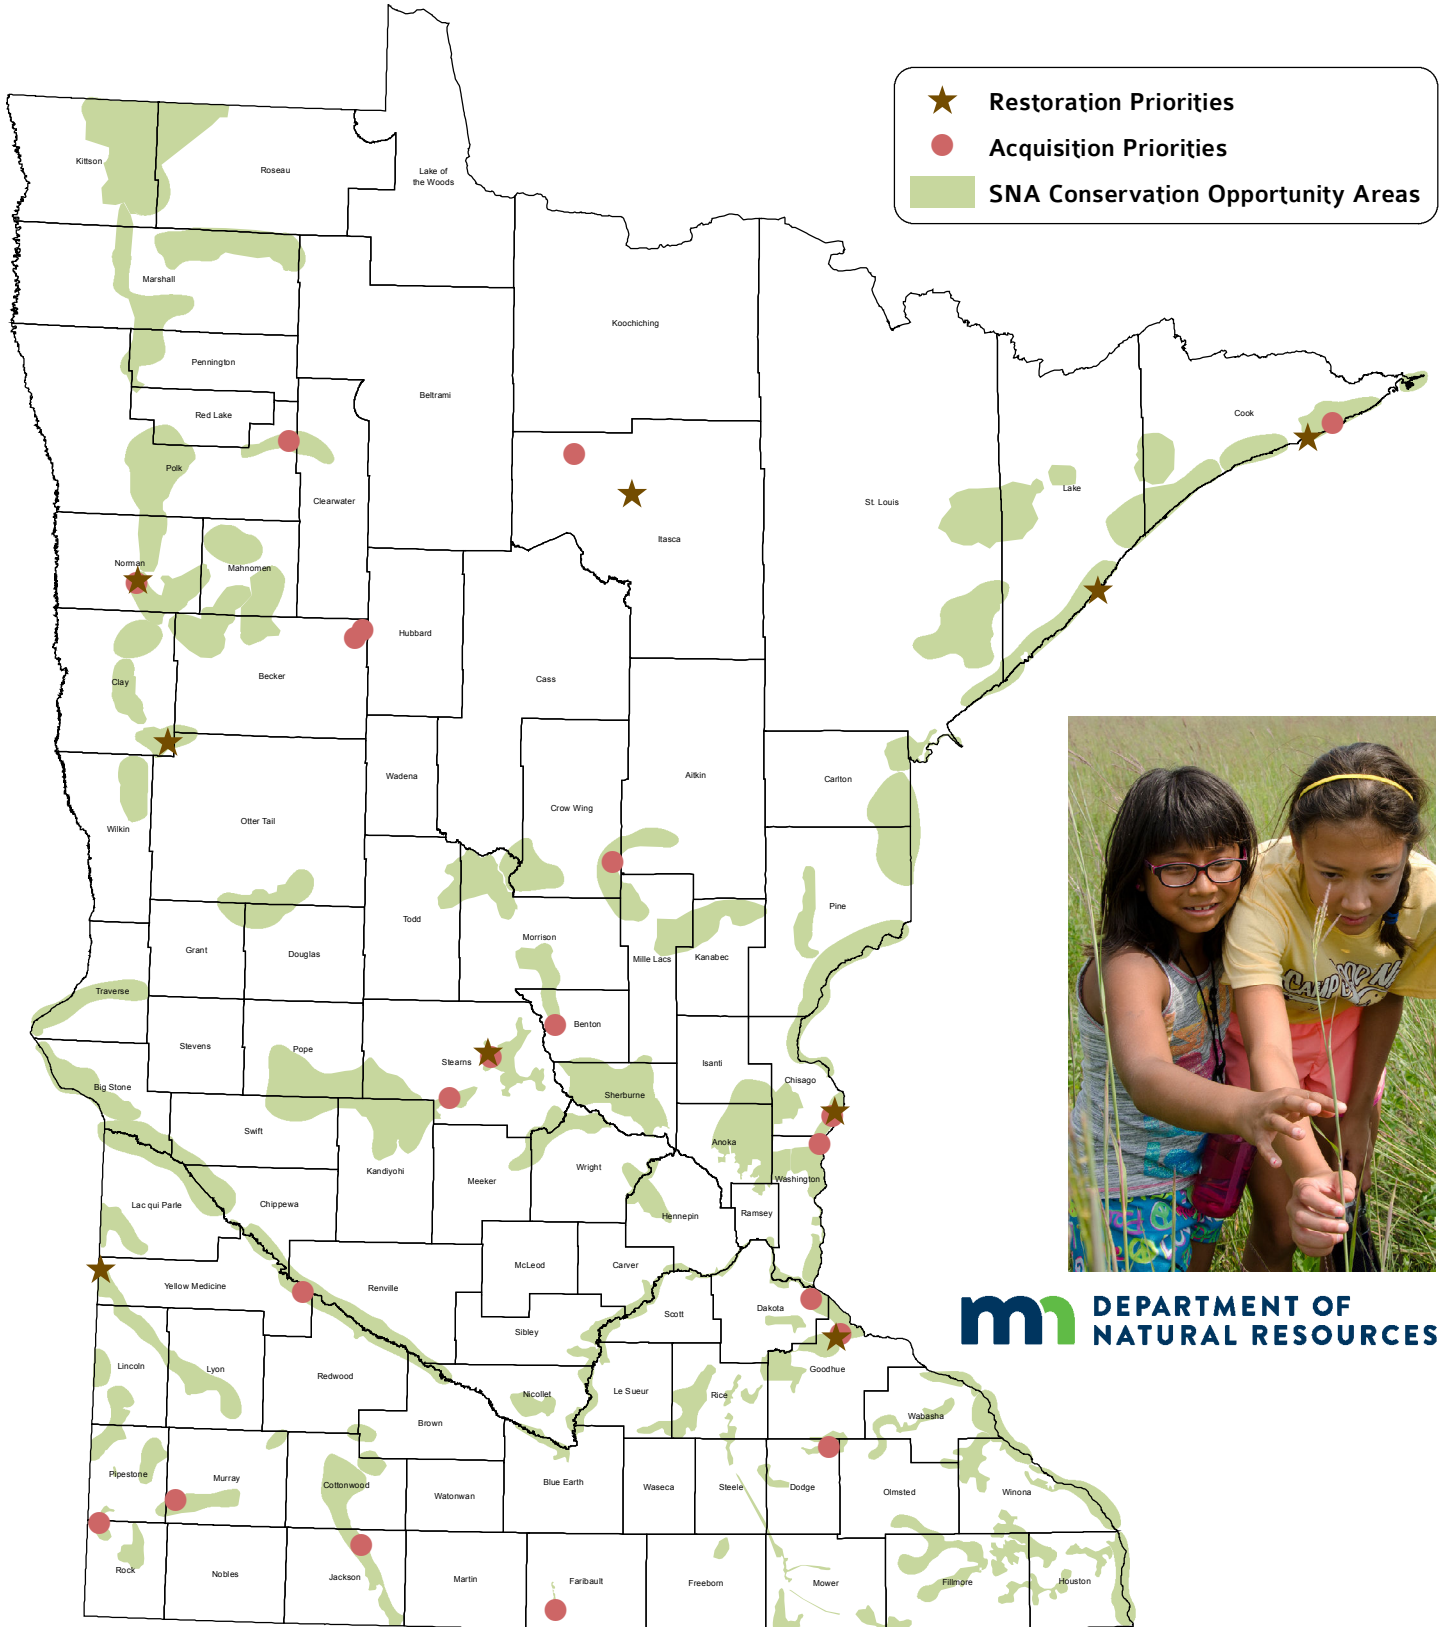 Restoration Priorities
Acquisition Priorities
SNA Conservation Opportunity Areas
Kittson
Roseau
Lake of
the Woods
Marshall
Koochiching
Pennington
Beltrami
Red Lake
Cook
Polk
Clearwater
Lake
St. Louis
Itasca
Norman
Mahnomen
Hubbard
Becker
Cass
Clay
Wadena
Aitkin
Carlton
Crow Wing
Otter Tail
Wilkin
Todd
Pine
Morrison
Grant
Douglas
Mille Lacs
Kanabec
Traverse
Benton
Stevens
Pope
Stearns
Isanti
Chisago
Big Stone
Sherburne
Swift
Anoka
Kandiyohi
Wright
Meeker
Washington
Lac qui Parle
Chippewa
Hennepin
Ramsey
McLeod
Carver
Yellow Medicine
Renville
Scott
Dakota
Sibley
Lincoln
Lyon
Redwood
Goodhue
Nicollet
Le Sueur
Rice
Brown
Wabasha
Pipestone
Murray
Cottonwood
Watonwan
Blue Earth
Waseca
Steele
Dodge
Olmsted
Winona
Rock
Nobles
Jackson
Martin
Faribault
Freeborn
Mower
Fillmore
Houston
mn DEPARTMENT OF
NATURAL RESOURCES